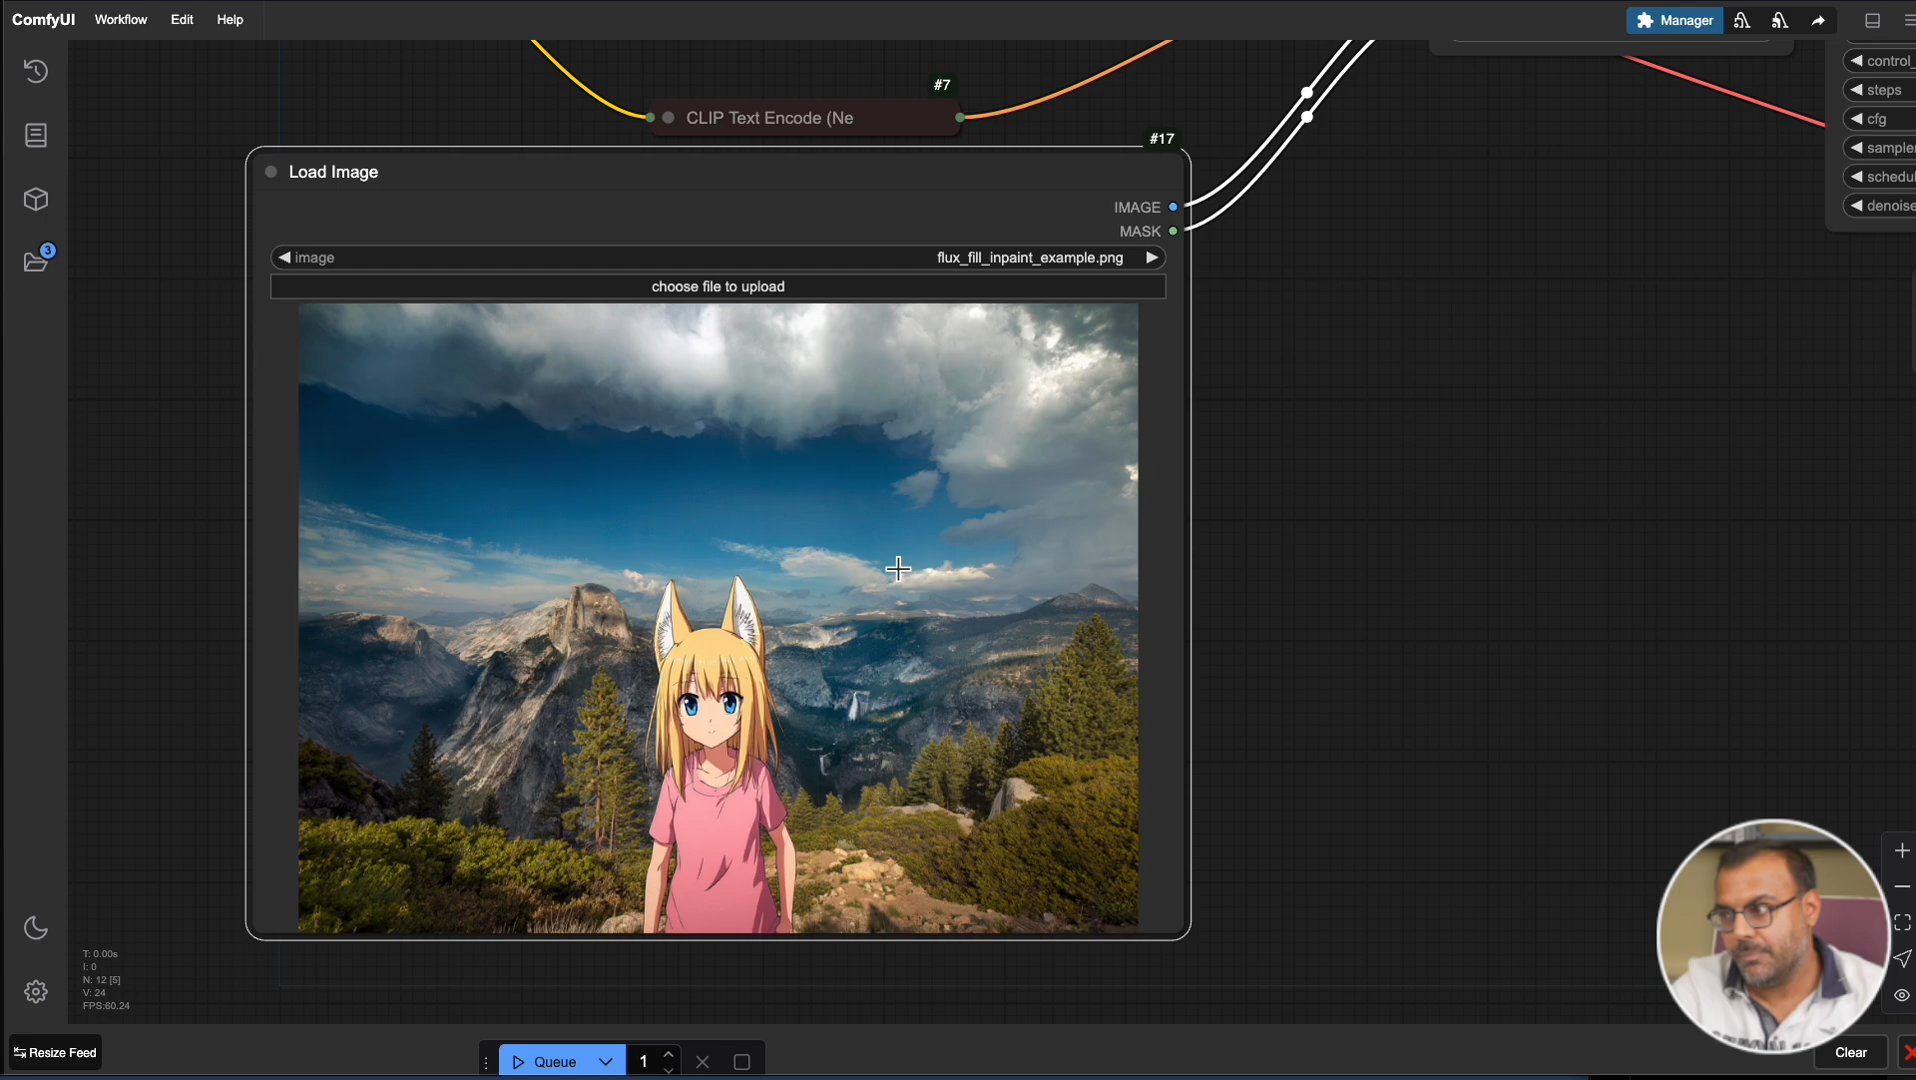 ComfyUI Workflow Edit Help
Manager
#7
CLIP Text Encode (Ne
control_
steps
cfg
sampler
schedul
denoise
#17
Load Image
IMAGE
MASK
image flux_fill_inpaint_example.png
choose file to upload
3
T: 0.00s
I: 0
N: 12 [5]
V: 24
FPS:60.24
Resize Feed
Queue 1
Clear